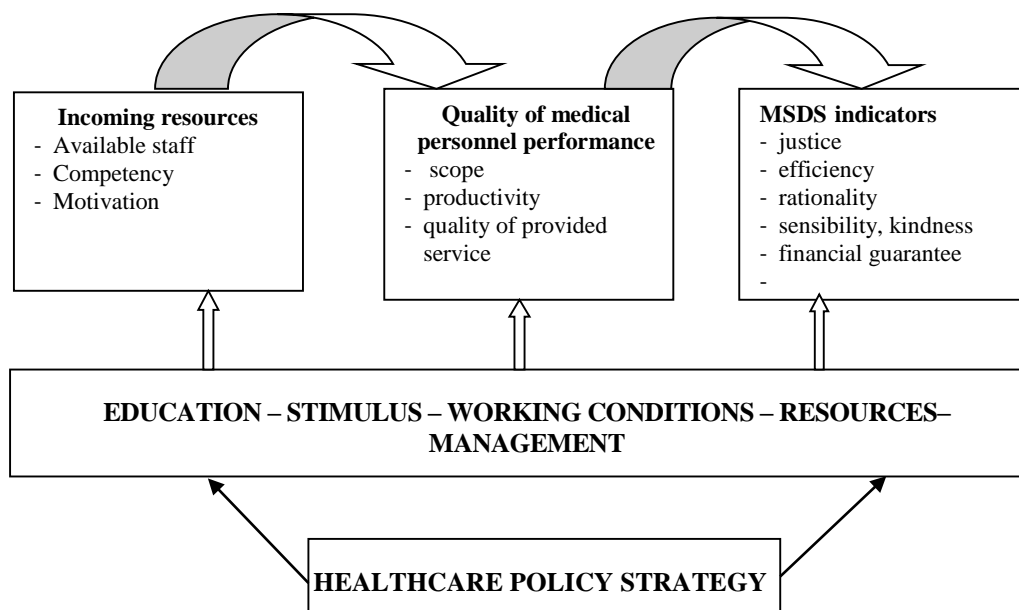 Incoming resources
- Available staff
- Competency
- Motivation
Quality of medical
personnel performance
- scope
- productivity
- quality of provided
service
MSDS indicators
- justice
- efficiency
- rationality
- sensibility, kindness
- financial guarantee
-
EDUCATION – STIMULUS – WORKING CONDITIONS – RESOURCES–
MANAGEMENT
HEALTHCARE POLICY STRATEGY